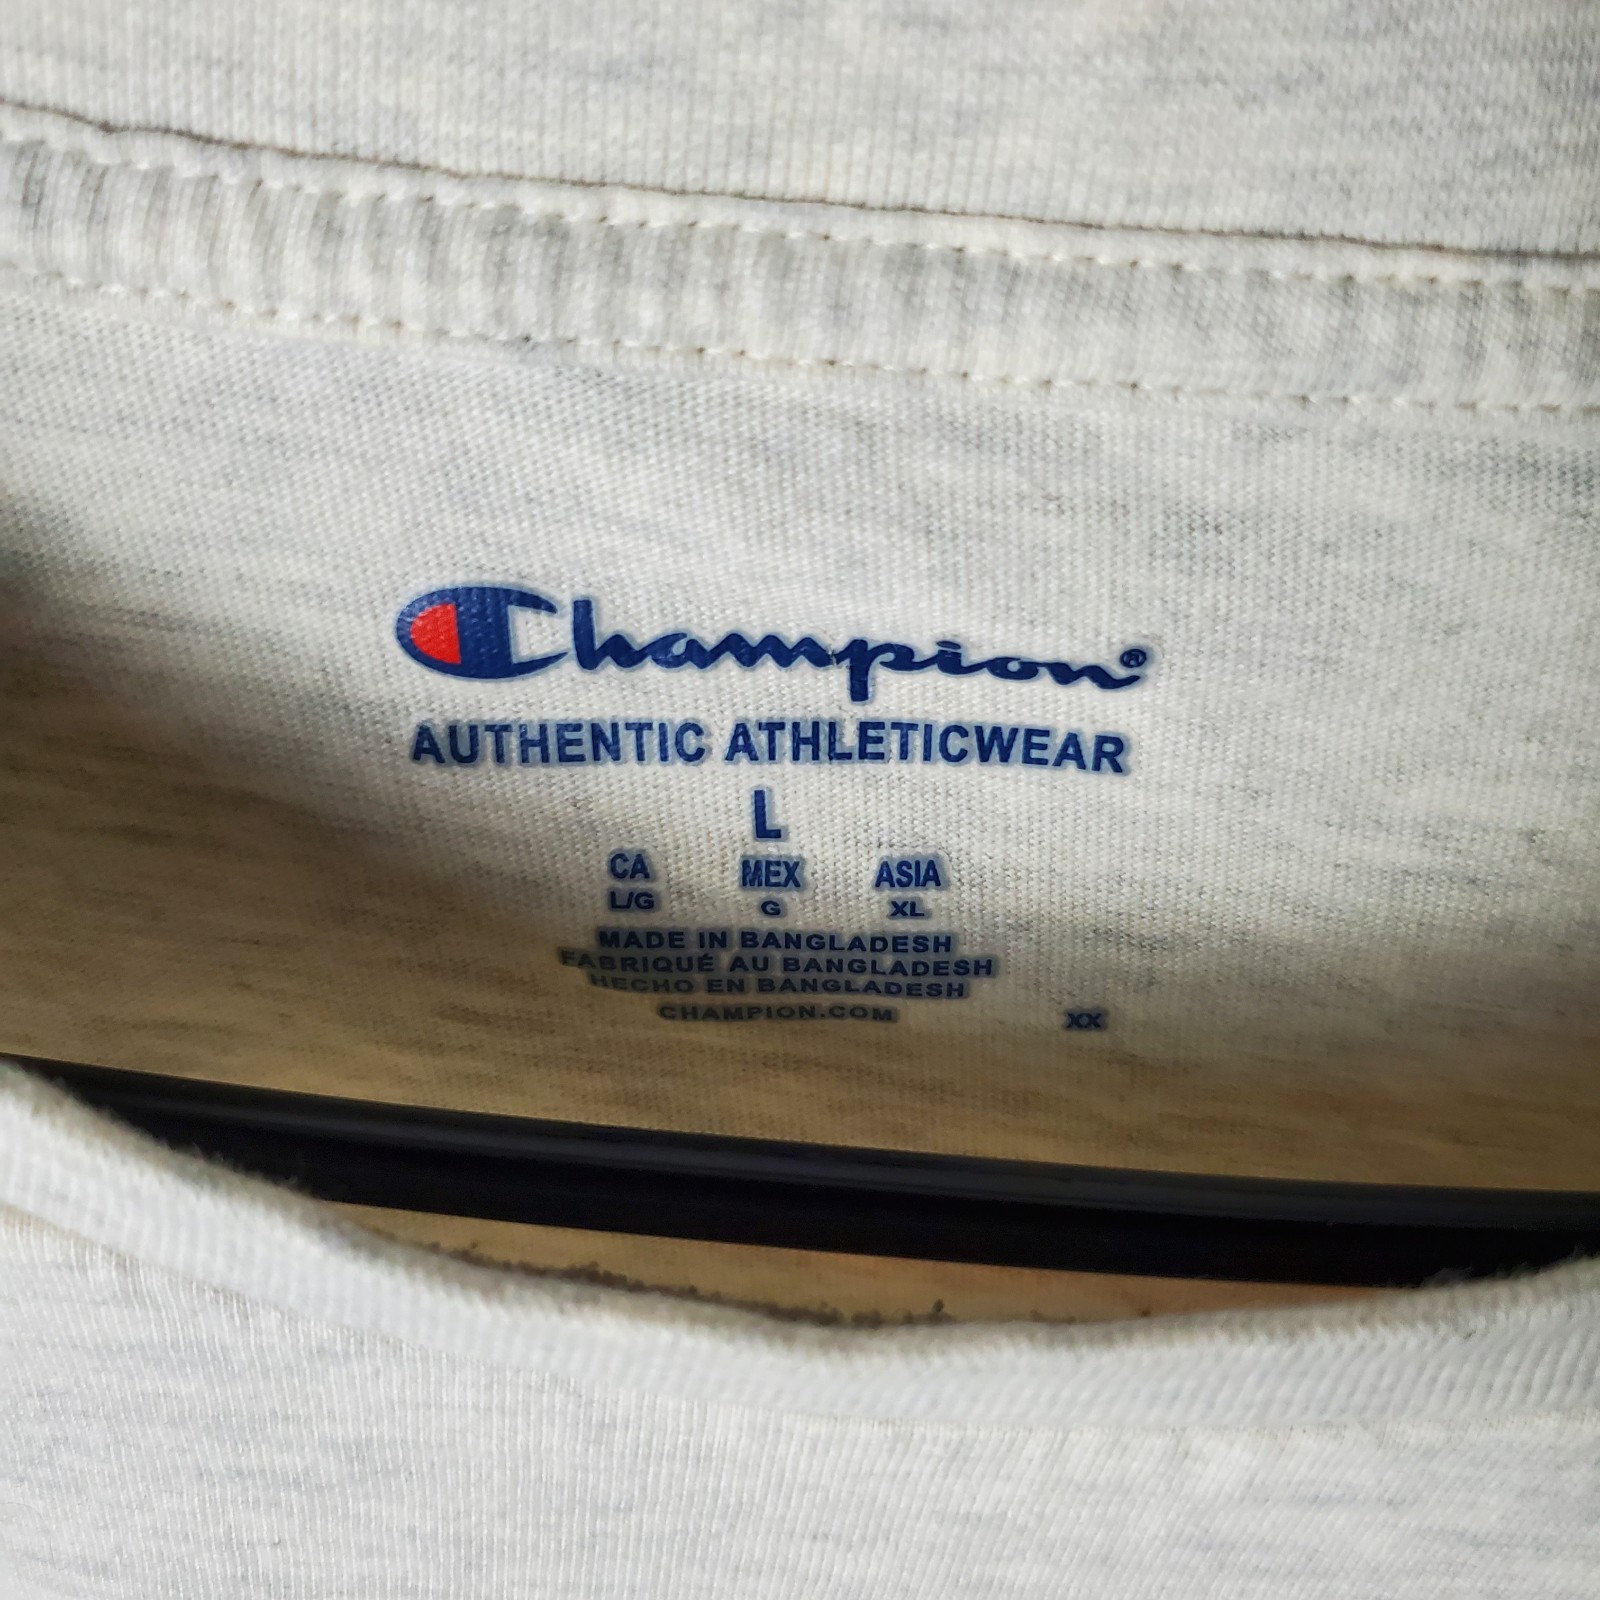 Champion®
AUTHENTIC ATHLETICWEAR
L
CA MEX ASIA
L/G G XL
MADE IN BANGLADESH
FABRIQUÉ AU BANGLADESH
HECHO EN BANGLADESH
CHAMPION.COM XX